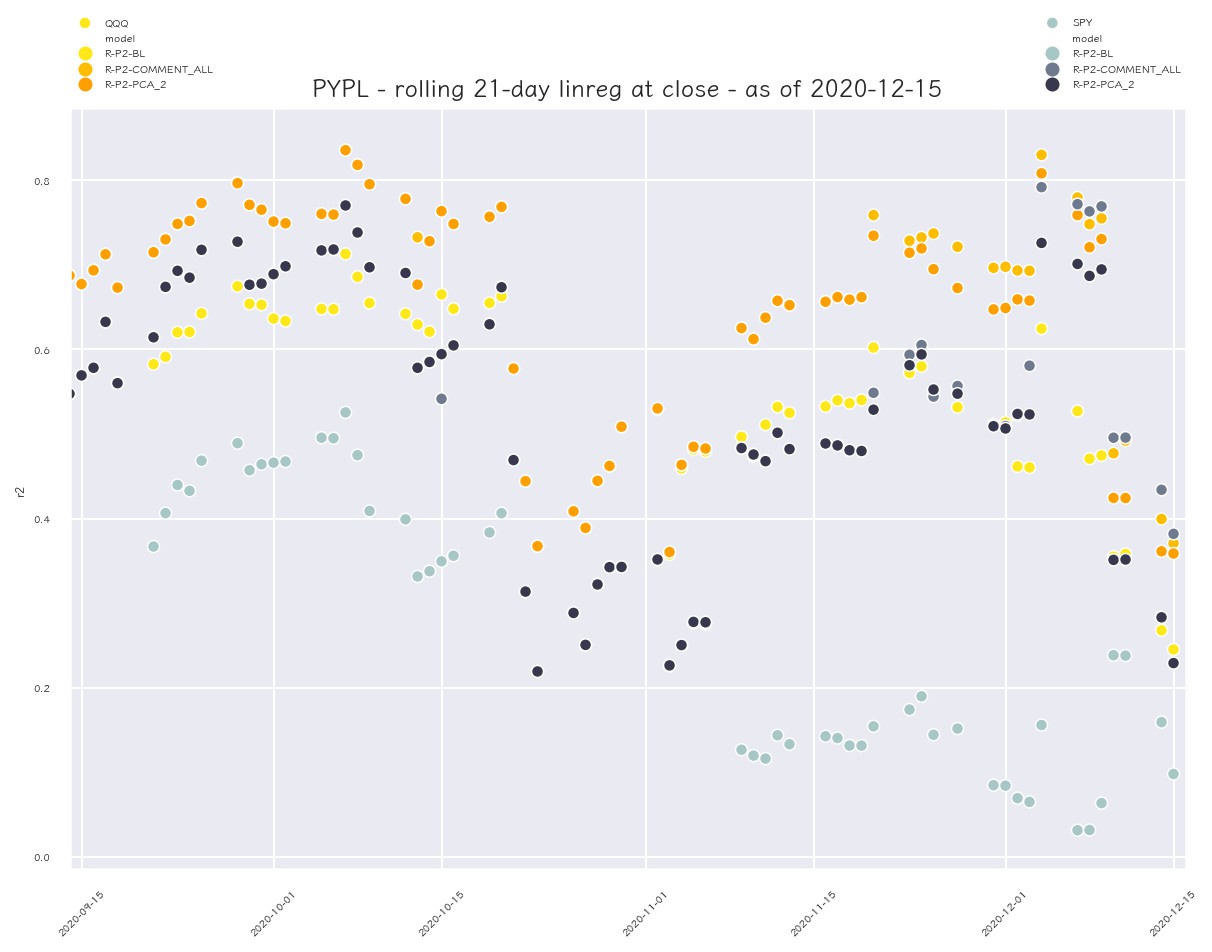 QQQ
model
R-P2-BL
R-P2-COMMENT_ALL
R-P2-PCA_2
SPY
model
R-P2-BL
R-P2-COMMENT_ALL
R-P2-PCA_2
PYPL - rolling 21-day linreg at close - as of 2020-12-15
0.8
0.6
r2
0.4
0.2
0.0
2020-09-15
2020-10-01
2020-10-15
2020-11-01
2020-11-15
2020-12-01
2020-12-15